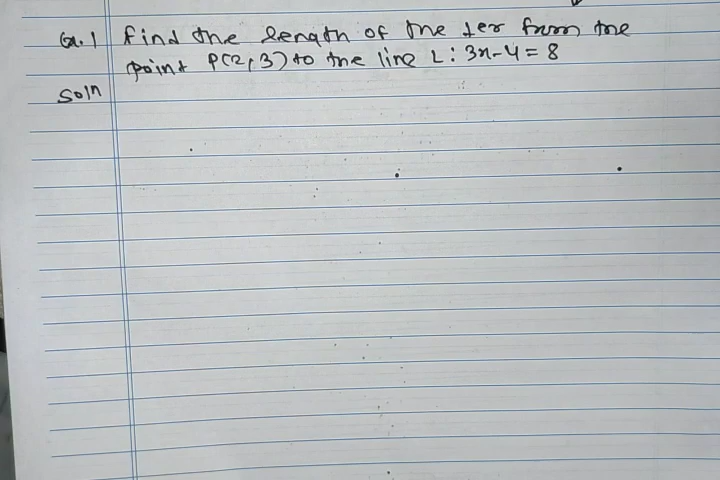 Q.1 find the length of the ⊥er from the
point P(2,3) to the line L: 3x-4=8
Soln